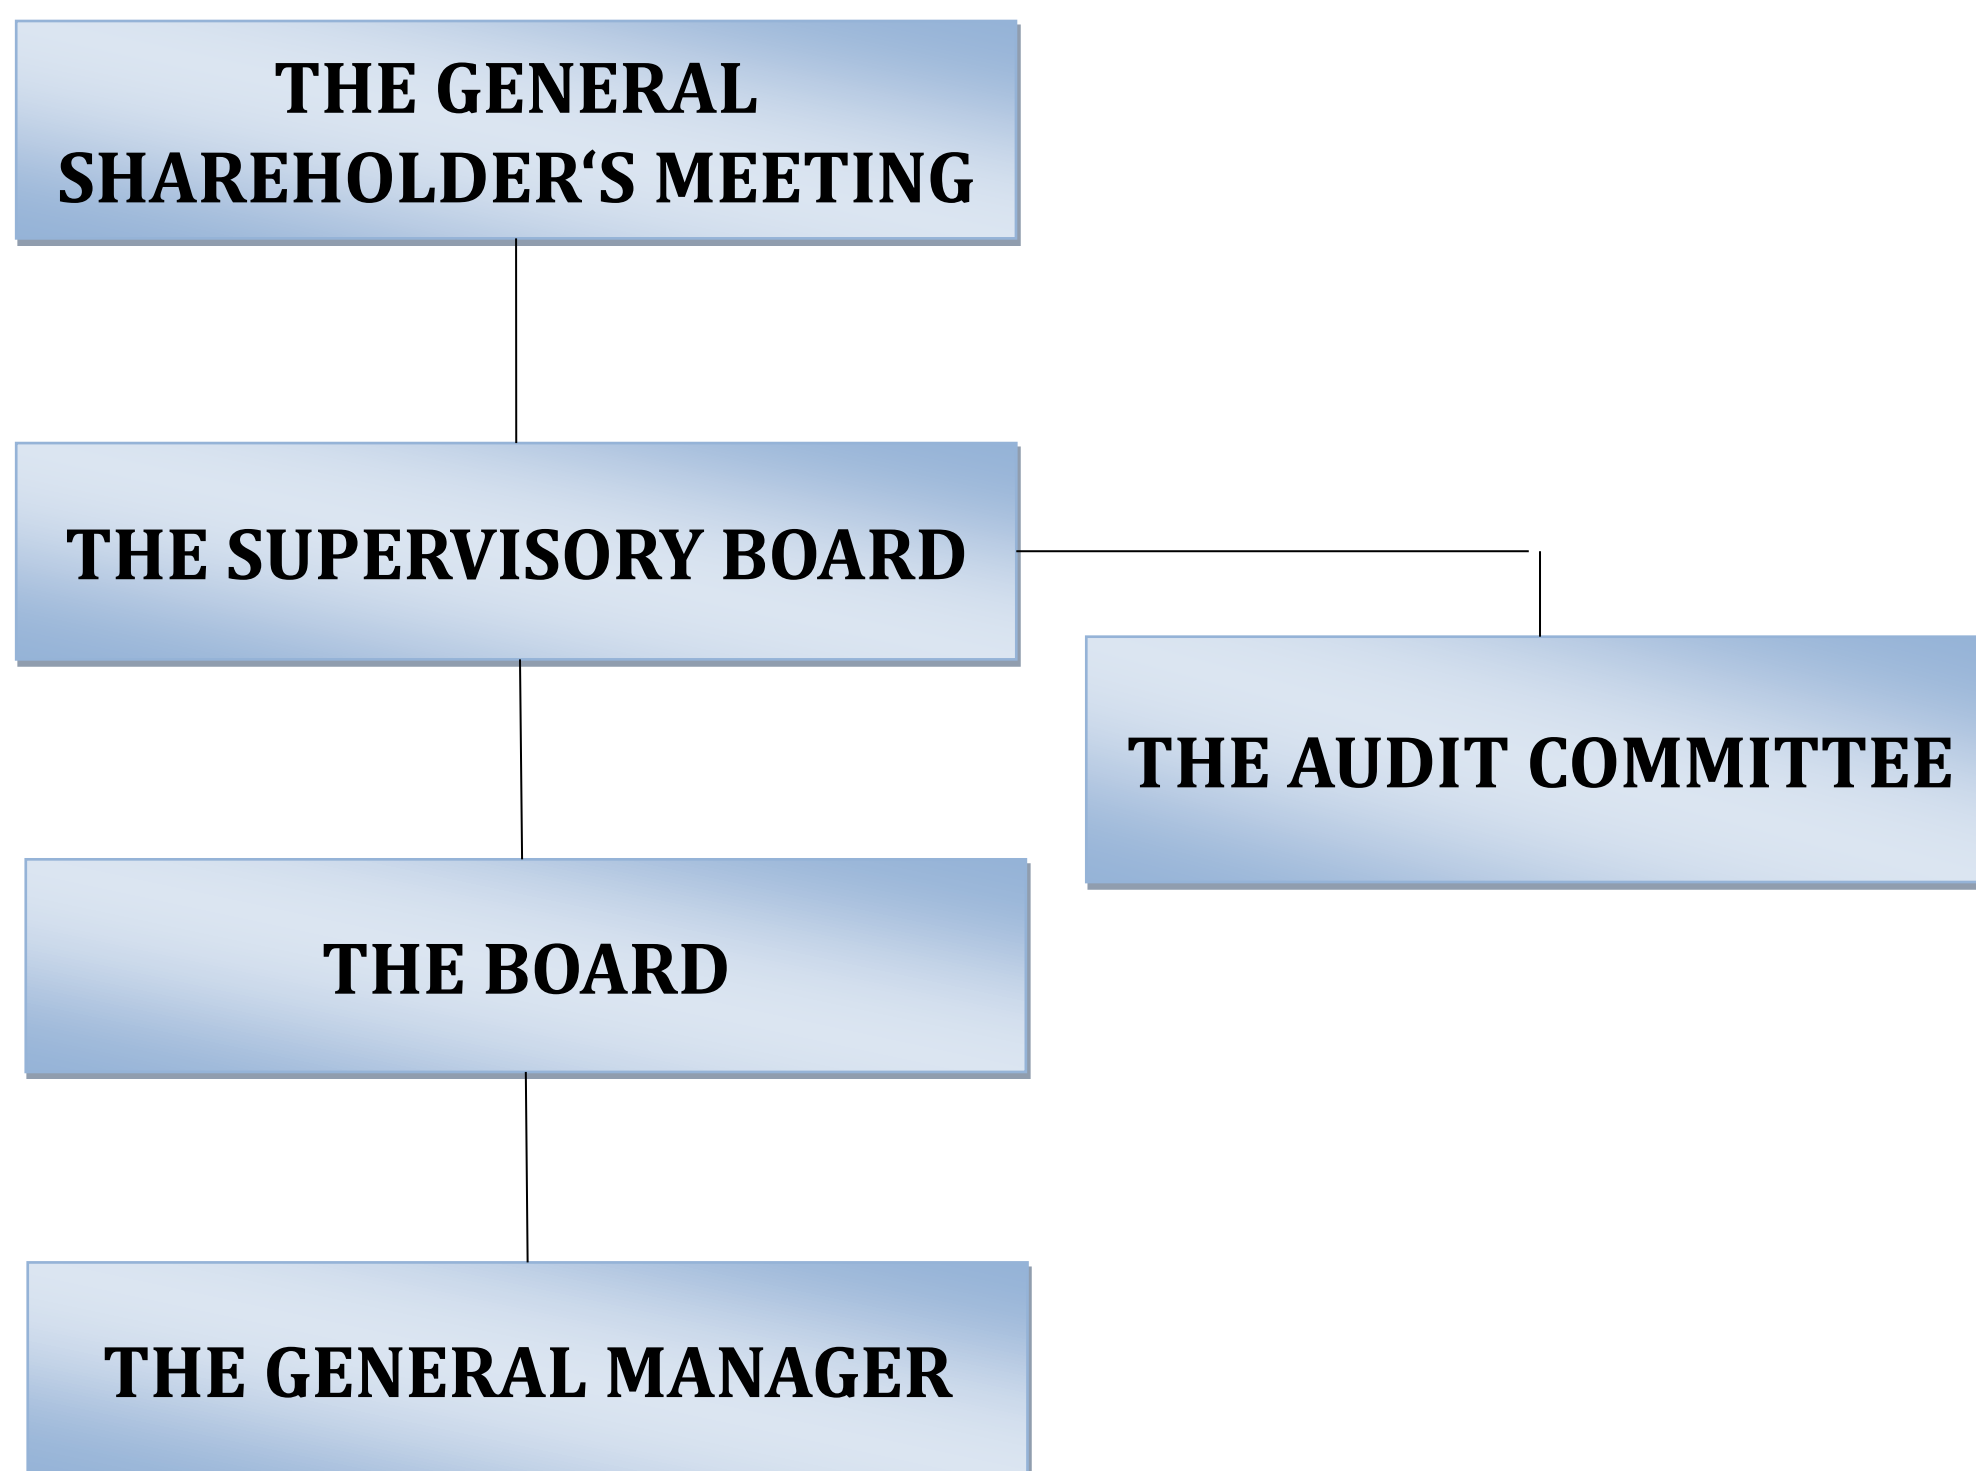 THE GENERAL
SHAREHOLDER‘S MEETING
THE SUPERVISORY BOARD
THE AUDIT COMMITTEE
THE BOARD
THE GENERAL MANAGER